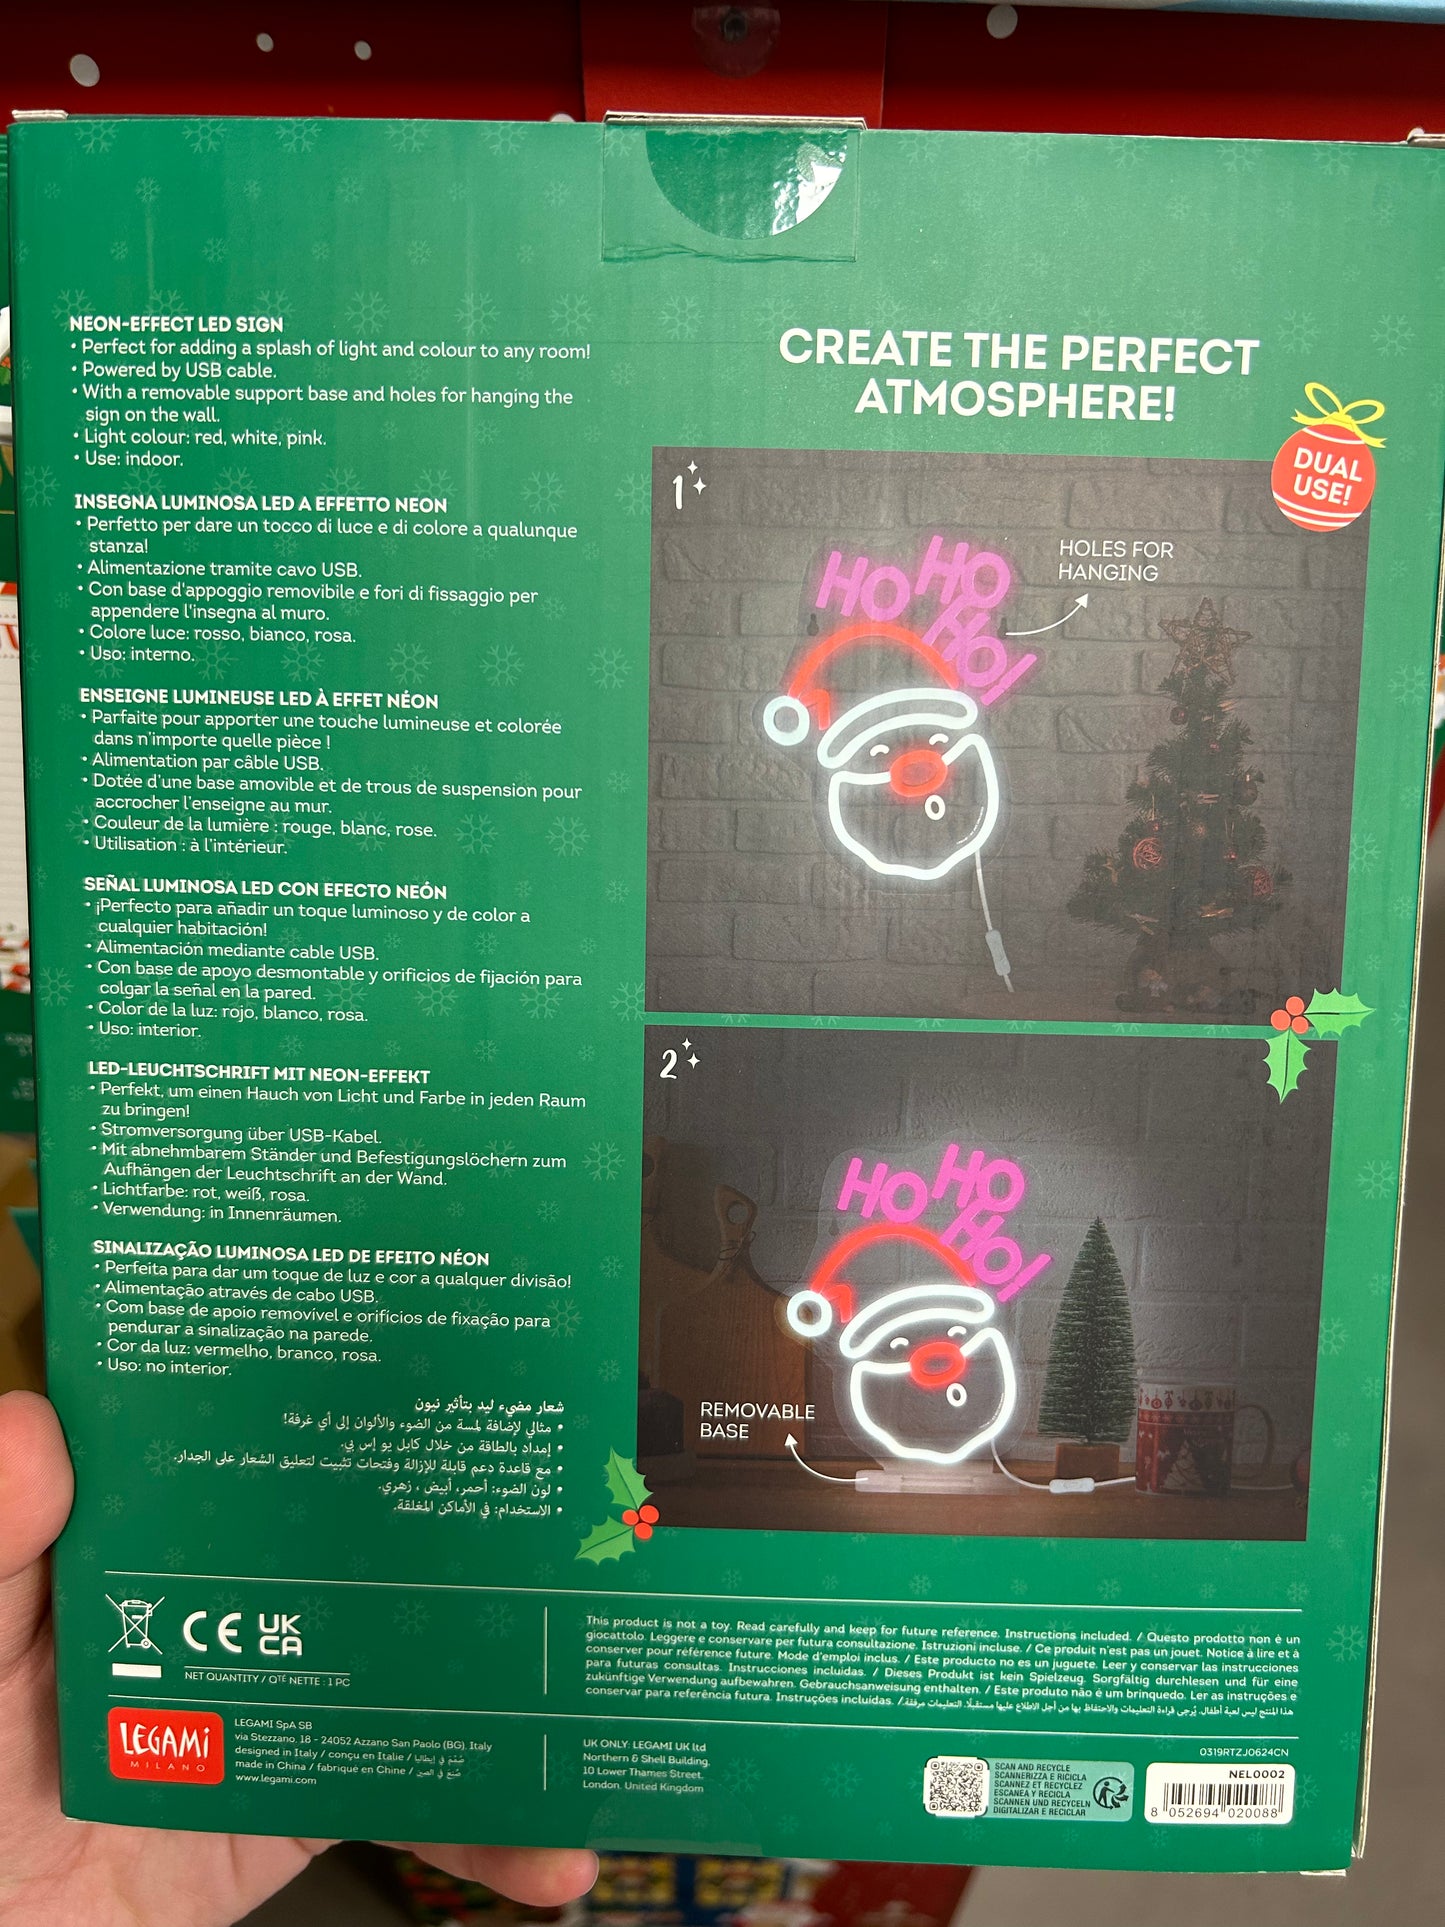 NEON-EFFECT LED SIGN
• Perfect for adding a splash of light and colour to any room!
• Powered by USB cable.
• With a removable support base and holes for hanging the
sign on the wall.
• Light colour: red, white, pink.
• Use: indoor.
INSEGNA LUMINOSA LED A EFFETTO NEON
• Perfetto per dare un tocco di luce e di colore a qualunque
stanza!
• Alimentazione tramite cavo USB.
• Con base d'appoggio removibile e fori di fissaggio per
appendere l'insegna al muro.
• Colore luce: rosso, bianco, rosa.
• Uso: interno.
ENSEIGNE LUMINEUSE LED À EFFET NÉON
• Parfaite pour apporter une touche lumineuse et colorée
dans n'importe quelle pièce !
• Alimentation par câble USB.
• Dotée d'une base amovible et de trous de suspension pour
accrocher l'enseigne au mur.
• Couleur de la lumière : rouge, blanc, rose.
• Utilisation : à l'intérieur.
SEÑAL LUMINOSA LED CON EFECTO NEÓN
• ¡Perfecto para añadir un toque luminoso y de color a
cualquier habitación!
• Alimentación mediante cable USB.
• Con base de apoyo desmontable y orificios de fijación para
colgar la señal en la pared.
• Color de la luz: rojo, blanco, rosa.
• Uso: interior.
LED-LEUCHTSCHRIFT MIT NEON-EFFEKT
• Perfekt, um einen Hauch von Licht und Farbe in jeden Raum
zu bringen!
• Stromversorgung über USB-Kabel.
• Mit abnehmbarem Ständer und Befestigungslöchern zum
Aufhängen der Leuchtschrift an der Wand.
• Lichtfarbe: rot, weiß, rosa.
• Verwendung: in Innenräumen.
SINALIZAÇÃO LUMINOSA LED DE EFEITO NÉON
• Perfeita para dar um toque de luz e cor a qualquer divisão!
• Alimentação através de cabo USB.
• Com base de apoio removível e orifícios de fixação para
pendurar a sinalização na parede.
• Cor da luz: vermelho, branco, rosa.
• Uso: no interior.
شعار مضيء ليد بتأثير نيون
• مثالي لإضافة لمسة من الضوء والألوان إلى أي غرفة!
• إمداد بالطاقة من خلال كابل يو إس بي.
• مع قاعدة دعم قابلة للإزالة وفتحات تثبيت لتعليق الشعار على الجدار.
• لون الضوء: أحمر، أبيض ، زهري.
• الاستخدام: في الأماكن المغلقة.
CREATE THE PERFECT
ATMOSPHERE!
DUAL
USE!
1
HO HO
HO!
HOLES FOR
HANGING
2
HO HO
HO!
REMOVABLE
BASE
CE UK
CA
NET QUANTITY / QTÉ NETTE : 1 PC
This product is not a toy. Read carefully and keep for future reference. Instructions included. / Questo prodotto non è un
giocattolo. Leggere e conservare per futura consultazione. Istruzioni incluse. / Ce produit n'est pas un jouet. Notice à lire et à
conserver pour référence future. Mode d'emploi inclus. / Este producto no es un juguete. Leer y conservar las instrucciones
para futuras consultas. Instrucciones incluidas. / Dieses Produkt ist kein Spielzeug. Sorgfältig durchlesen und für eine
zukünftige Verwendung aufbewahren. Gebrauchsanweisung enthalten. / Este produto não é um brinquedo. Ler as instruções e
conservar para referência futura. Instruções incluídas. / هذا المنتج ليس لعبة أطفال. يُرجى قراءة التعليمات والاحتفاظ بها من أجل الاطلاع عليها مستقبلًا. التعليمات مرفقة.
LEGAMI
MILANO
LEGAMI SpA SB
via Stezzano, 18 - 24052 Azzano San Paolo (BG), Italy
designed in Italy / conçu en Italie / صُمّم في إيطاليا
made in China / fabriqué en Chine / صُنع في الصين
www.legami.com
UK ONLY: LEGAMI UK ltd
Northern & Shell Building,
10 Lower Thames Street,
London, United Kingdom
SCAN AND RECYCLE
SCANNERIZZA E RICICLA
SCANNEZ ET RECYCLEZ
ESCANEA Y RECICLA
SCANNEN UND RECYCELN
DIGITALIZAR E RECICLAR
0319RTZJ0624CN
NEL0002
8 052694 020088